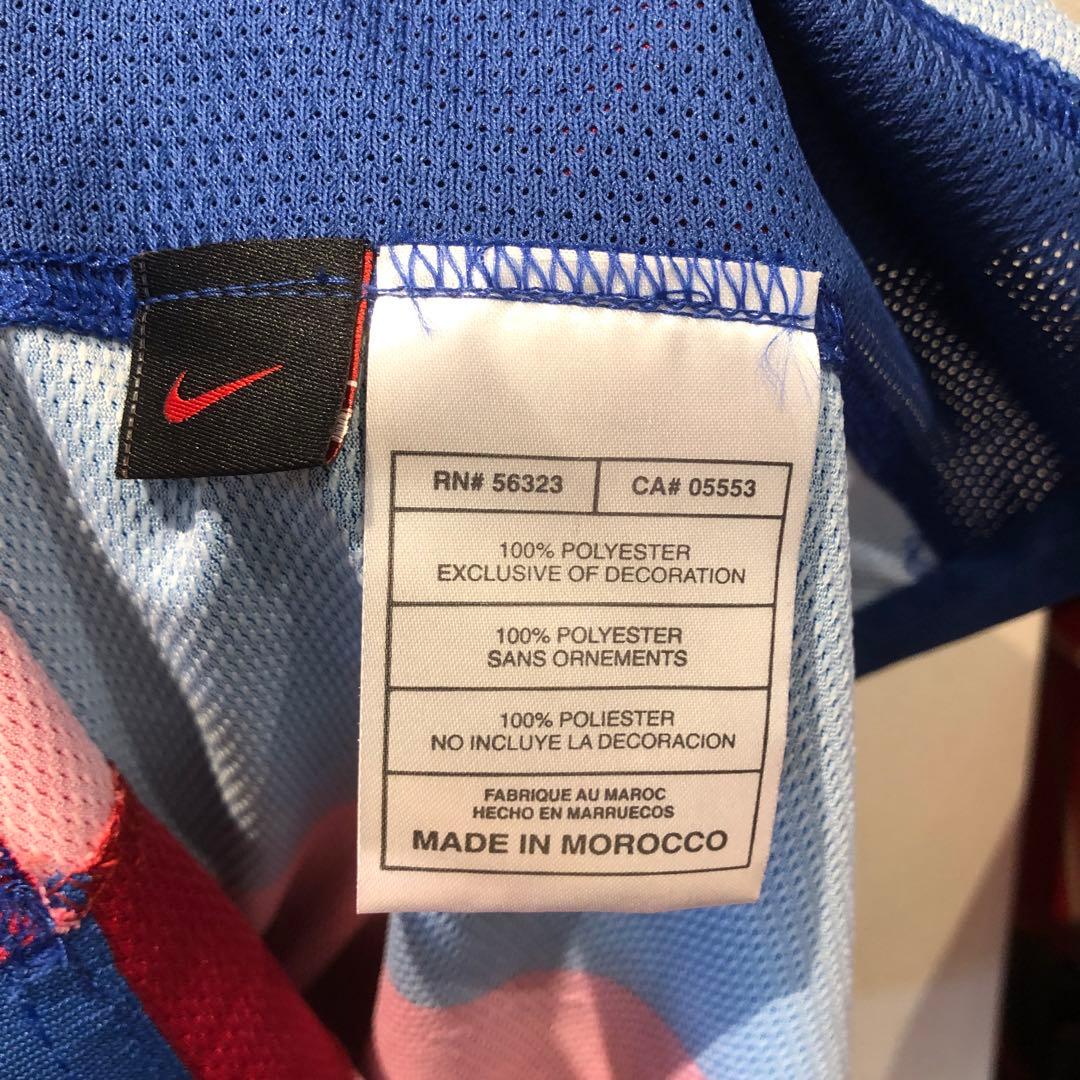 RN# 56323 CA# 05553
100% POLYESTER
EXCLUSIVE OF DECORATION
100% POLYESTER
SANS ORNEMENTS
100% POLIESTER
NO INCLUYE LA DECORACION
FABRIQUE AU MAROC
HECHO EN MARRUECOS
MADE IN MOROCCO